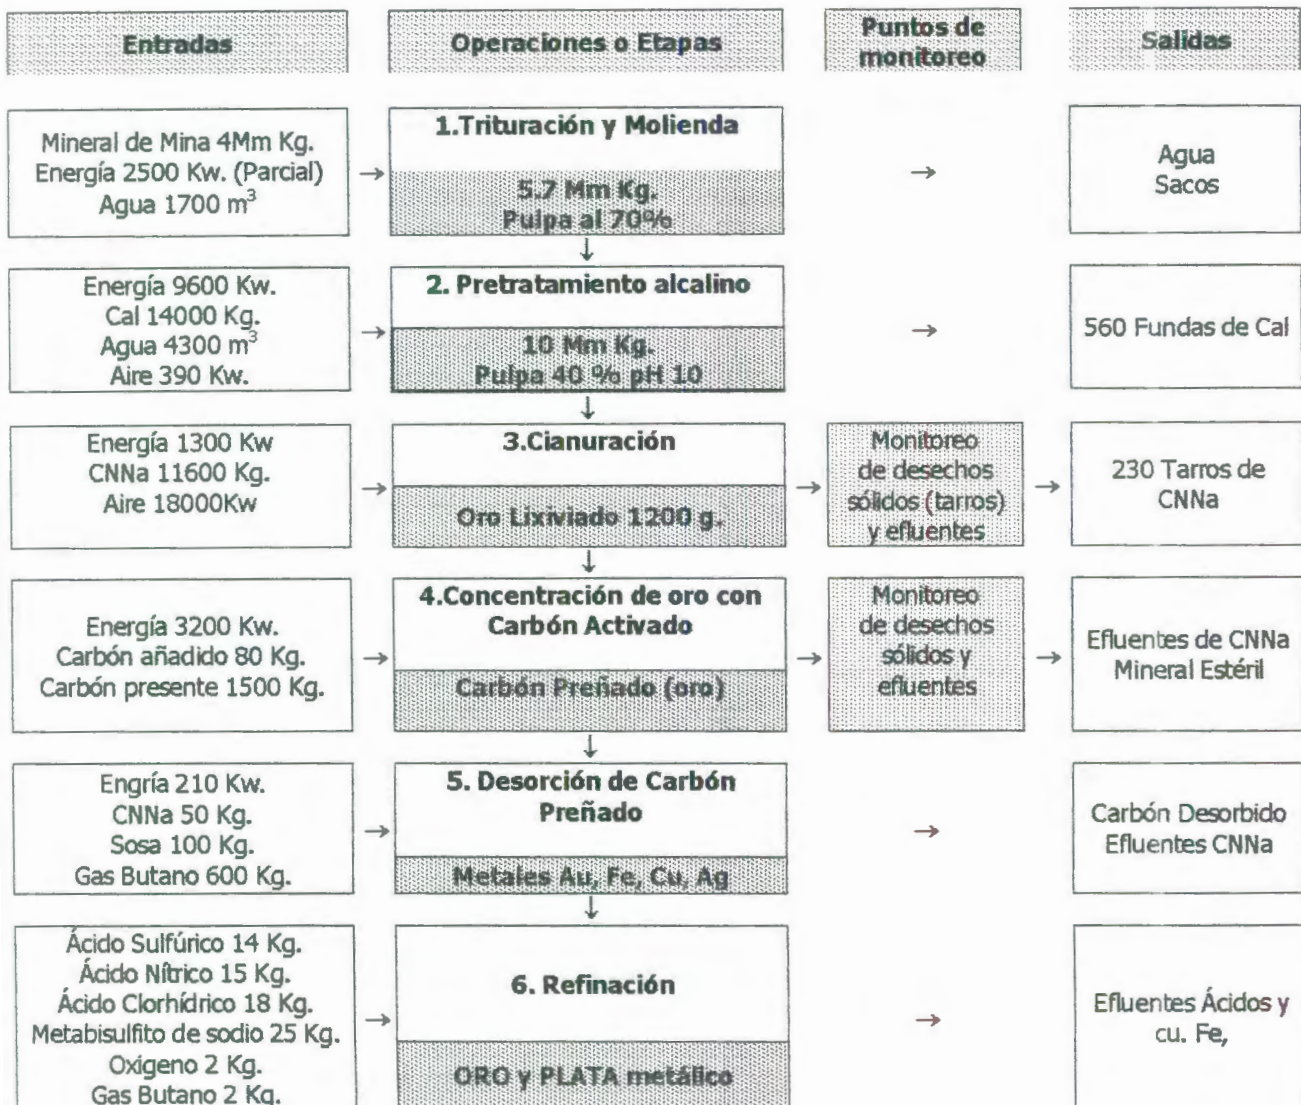 Entradas
Operaciones o Etapas
Puntos de
monitoreo
Salidas
Mineral de Mina 4Mm Kg.
Energía 2500 Kw. (Parcial)
Agua 1700 m³
→
1.Trituración y Molienda
5.7 Mm Kg.
Pulpa al 70%
→
Agua
Sacos
↓
Energía 9600 Kw.
Cal 14000 Kg.
Agua 4300 m³
Aire 390 Kw.
→
2. Pretratamiento alcalino
10 Mm Kg.
Pulpa 40 % pH 10
→
560 Fundas de Cal
↓
Energía 1300 Kw
CNNa 11600 Kg.
Aire 18000Kw
→
3.Cianuración
Oro Lixiviado 1200 g.
→
Monitoreo
de desechos
sólidos (tarros)
y efluentes
→
230 Tarros de
CNNa
↓
Energía 3200 Kw.
Carbón añadido 80 Kg.
Carbón presente 1500 Kg.
→
4.Concentración de oro con
Carbón Activado
Carbón Preñado (oro)
→
Monitoreo
de desechos
sólidos y
efluentes
→
Efluentes de CNNa
Mineral Estéril
↓
Engría 210 Kw.
CNNa 50 Kg.
Sosa 100 Kg.
Gas Butano 600 Kg.
→
5. Desorción de Carbón
Preñado
Metales Au, Fe, Cu, Ag
→
Carbón Desorbido
Efluentes CNNa
↓
Ácido Sulfúrico 14 Kg.
Ácido Nítrico 15 Kg.
Ácido Clorhídrico 18 Kg.
Metabisulfito de sodio 25 Kg.
Oxigeno 2 Kg.
Gas Butano 2 Kg.
→
6. Refinación
ORO y PLATA metálico
→
Efluentes Ácidos y
cu. Fe,